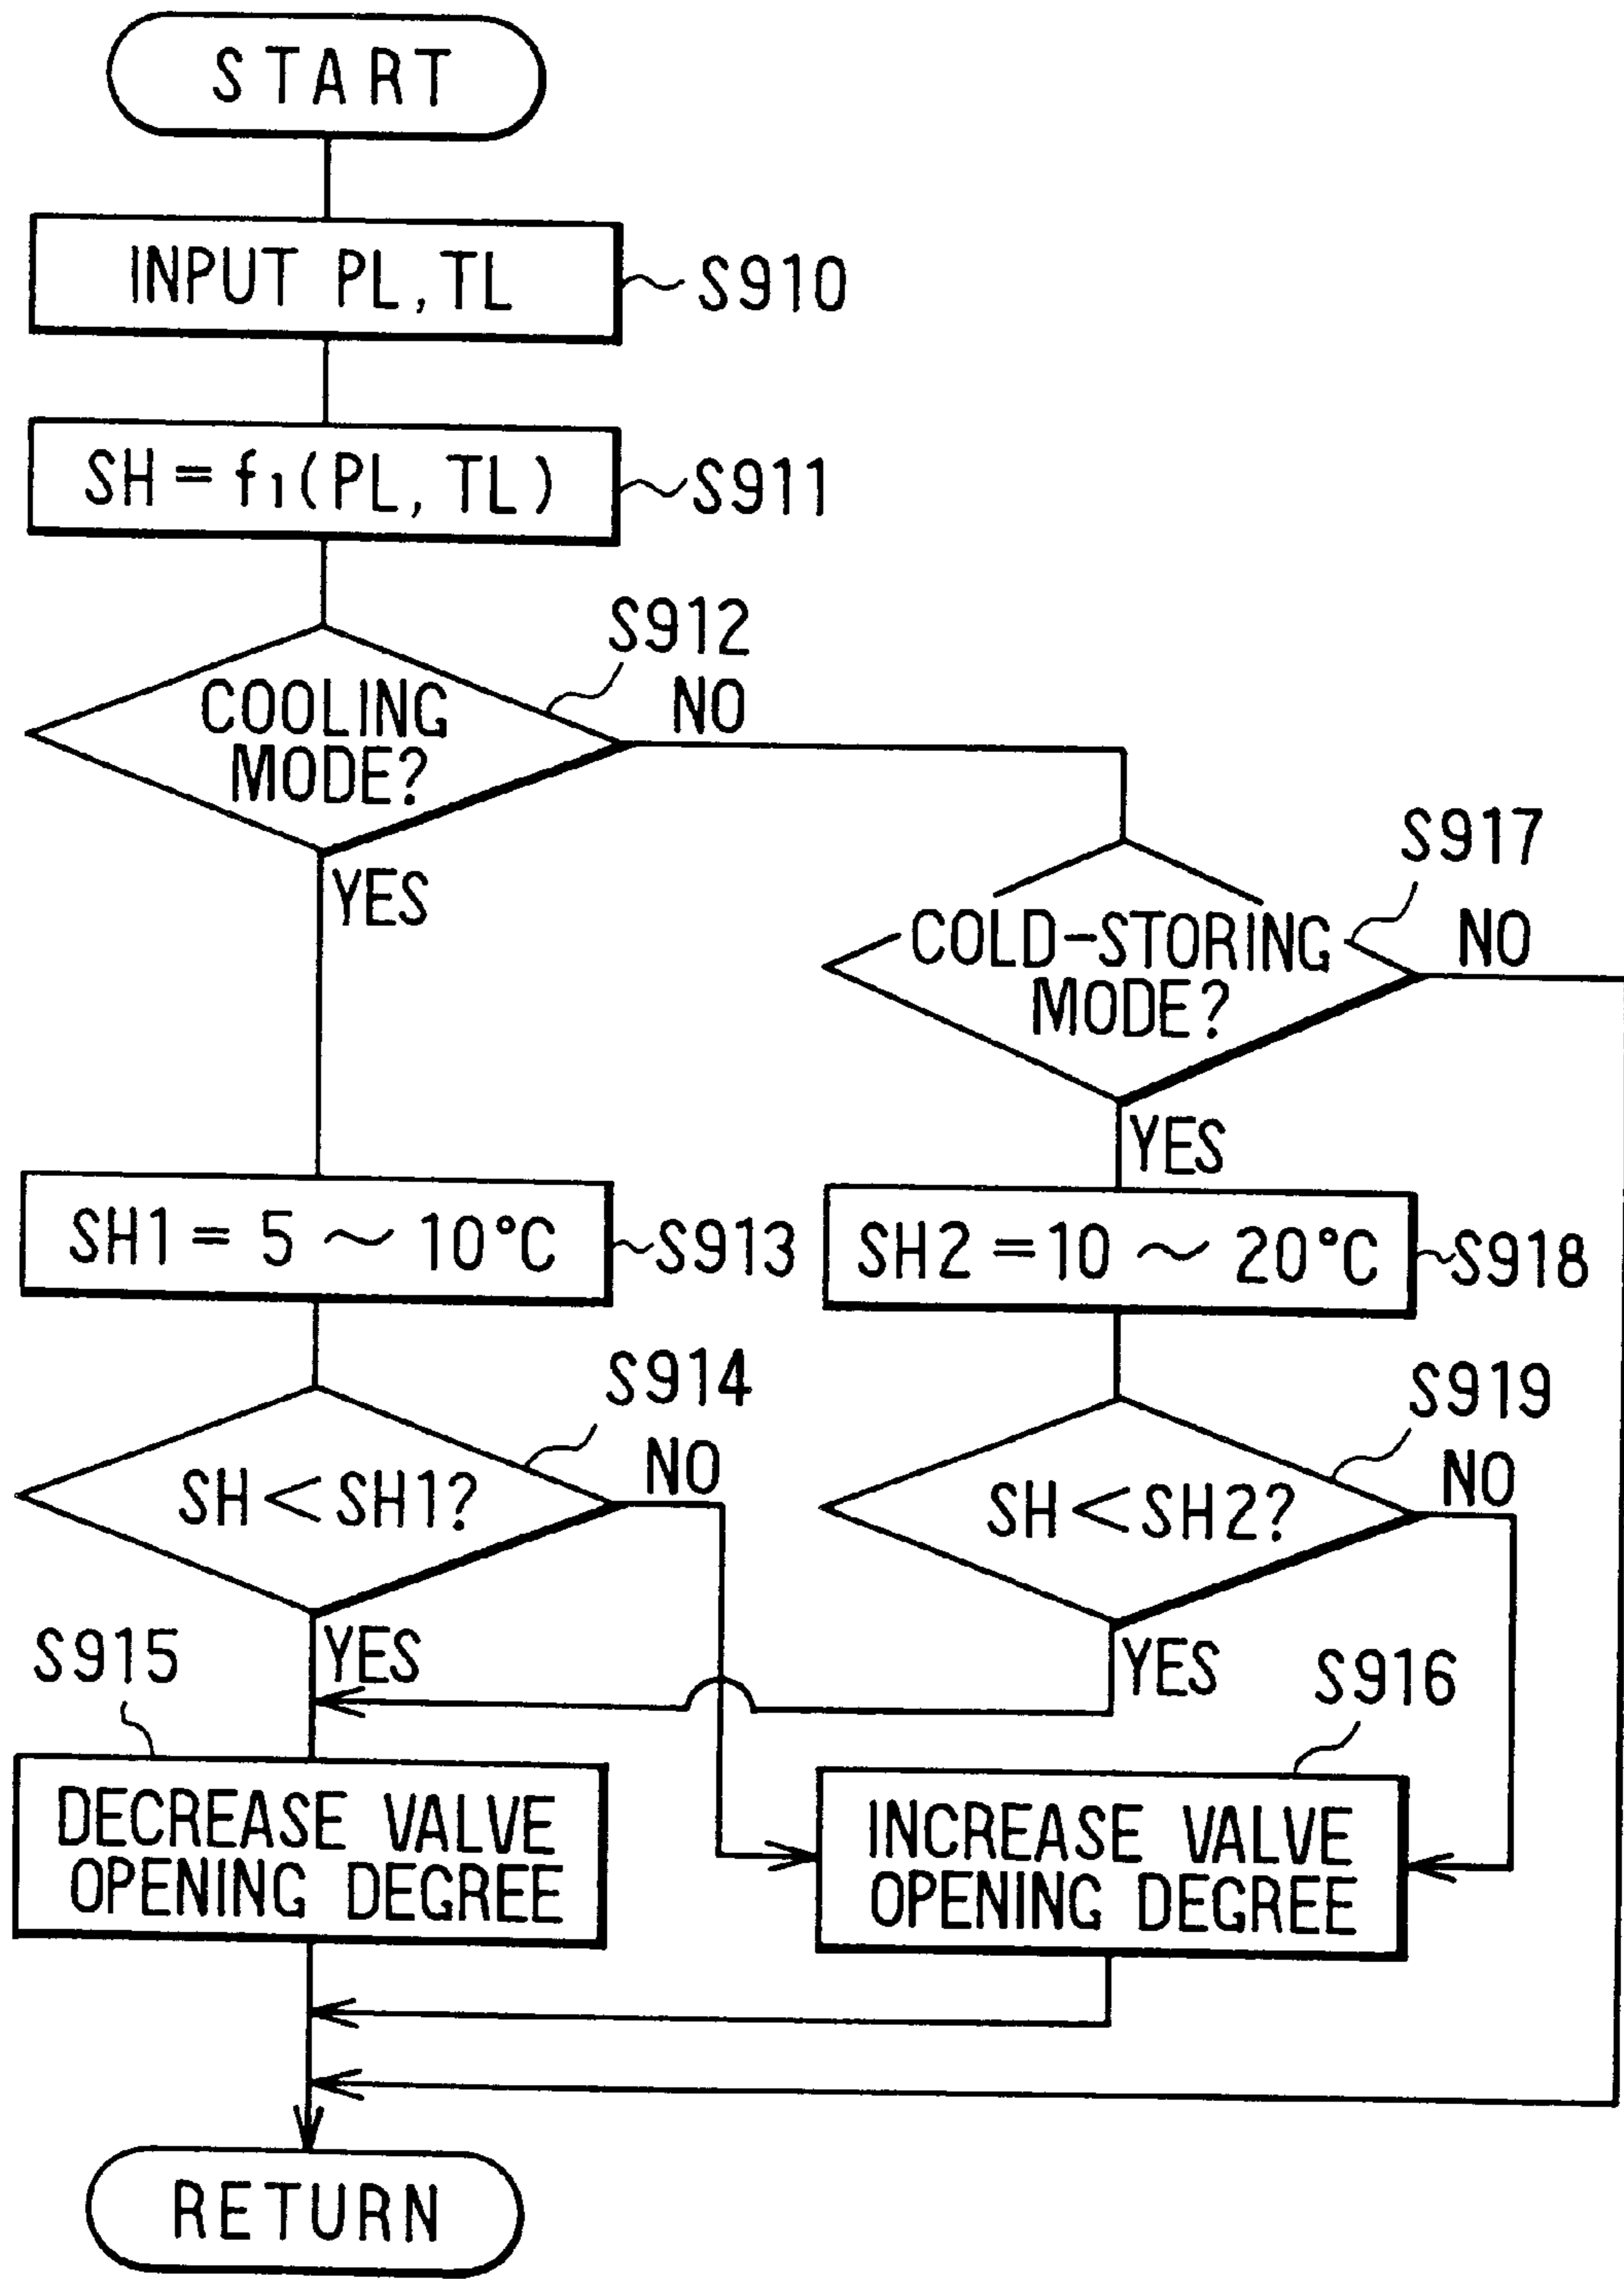 START
INPUT PL, TL
S910
SH = f1(PL, TL)
S911
S912
COOLING
MODE?
NO
YES
S917
COLD-STORING
MODE?
NO
YES
SH1 = 5 ~ 10°C
S913
SH2 = 10 ~ 20°C
S918
S914
SH < SH1?
NO
YES
S919
SH < SH2?
NO
YES
S915
DECREASE VALVE
OPENING DEGREE
S916
INCREASE VALVE
OPENING DEGREE
RETURN